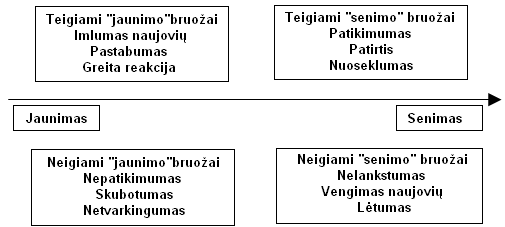 Teigiami "jaunimo"bruožai
Imlumas naujovių
Pastabumas
Greita reakcija
Teigiami "senimo" bruožai
Patikimumas
Patirtis
Nuoseklumas
Jaunimas
Senimas
Neigiami "jaunimo"bruožai
Nepatikimumas
Skubotumas
Netvarkingumas
Neigiami "senimo" bruožai
Nelankstumas
Vengimas naujovių
Lėtumas